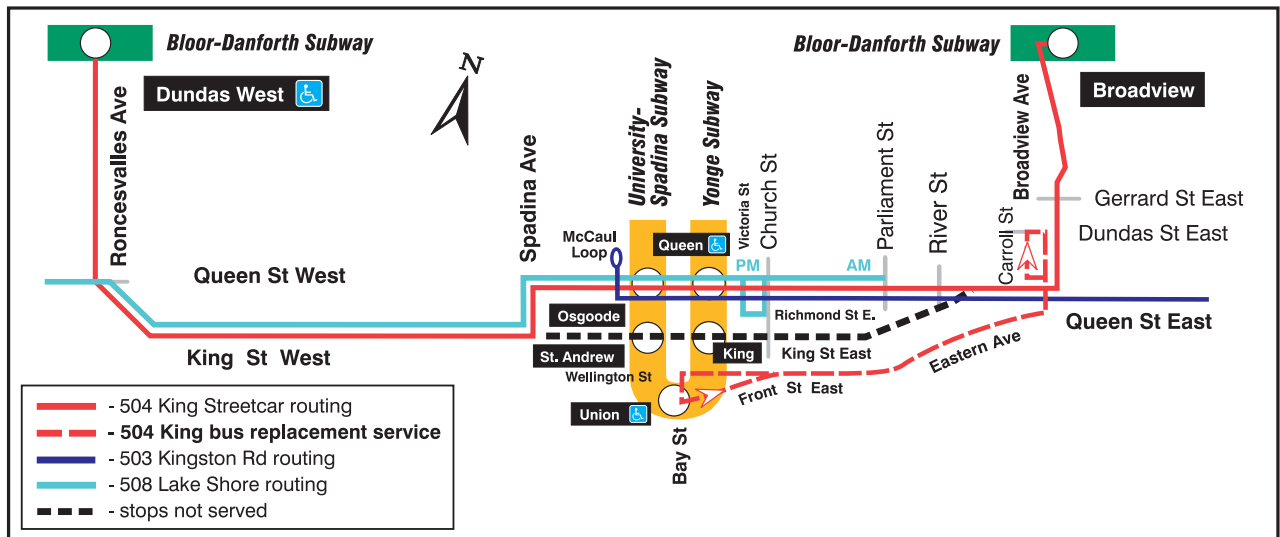 Bloor-Danforth Subway
Bloor-Danforth Subway
Dundas West
Broadview
N
Roncesvalles Ave
Spadina Ave
University-
Spadina Subway
Yonge Subway
Victoria St
Church St
Parliament St
River St
Broadview Ave
Carroll St
Gerrard St East
Dundas St East
McCaul
Loop
Queen
PM
AM
Queen St West
Osgoode
Richmond St E.
Queen St East
King St West
St. Andrew
King
King St East
Wellington St
Eastern Ave
Front St East
Union
Bay St
- 504 King Streetcar routing
- 504 King bus replacement service
- 503 Kingston Rd routing
- 508 Lake Shore routing
- stops not served